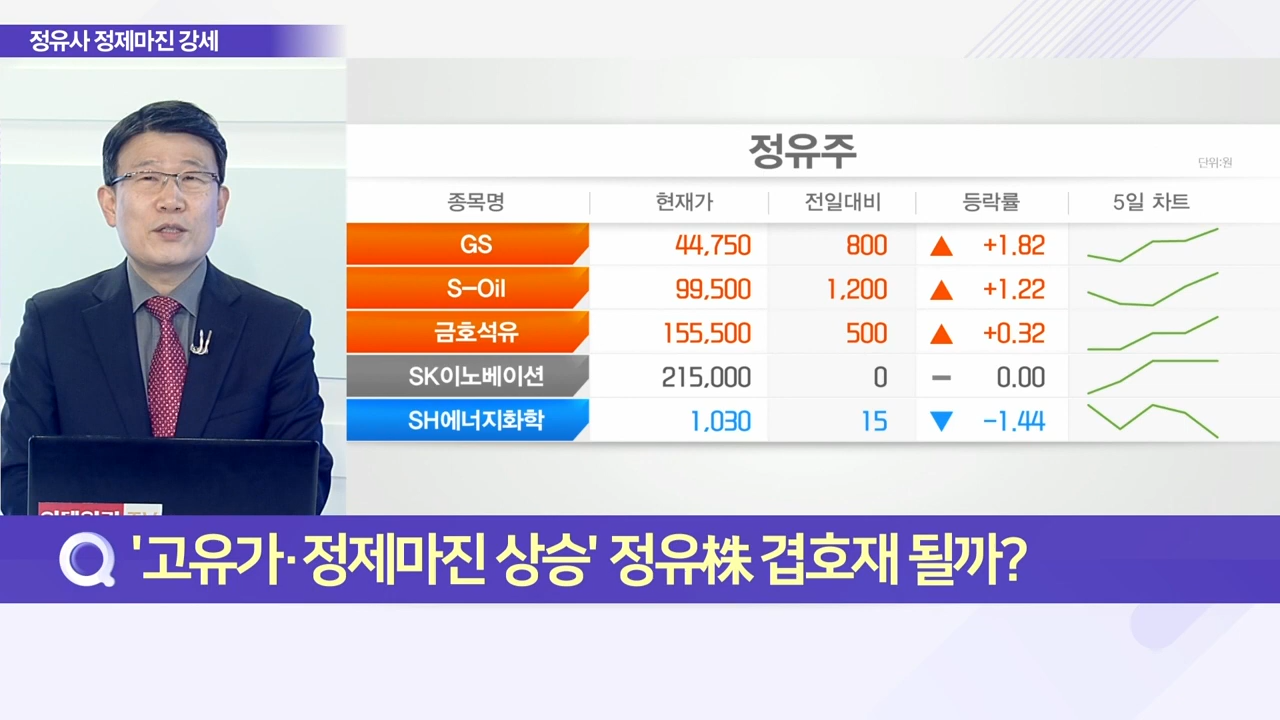 정유사 정제마진 강세
정유주
단위:원
종목명 현재가 전일대비 등락률 5일 차트
GS 44,750 800 ▲ +1.82
S-Oil 99,500 1,200 ▲ +1.22
금호석유 155,500 500 ▲ +0.32
SK이노베이션 215,000 0 - 0.00
SH에너지화학 1,030 15 ▼ -1.44
'고유가·정제마진 상승' 정유株 겹호재 될까?